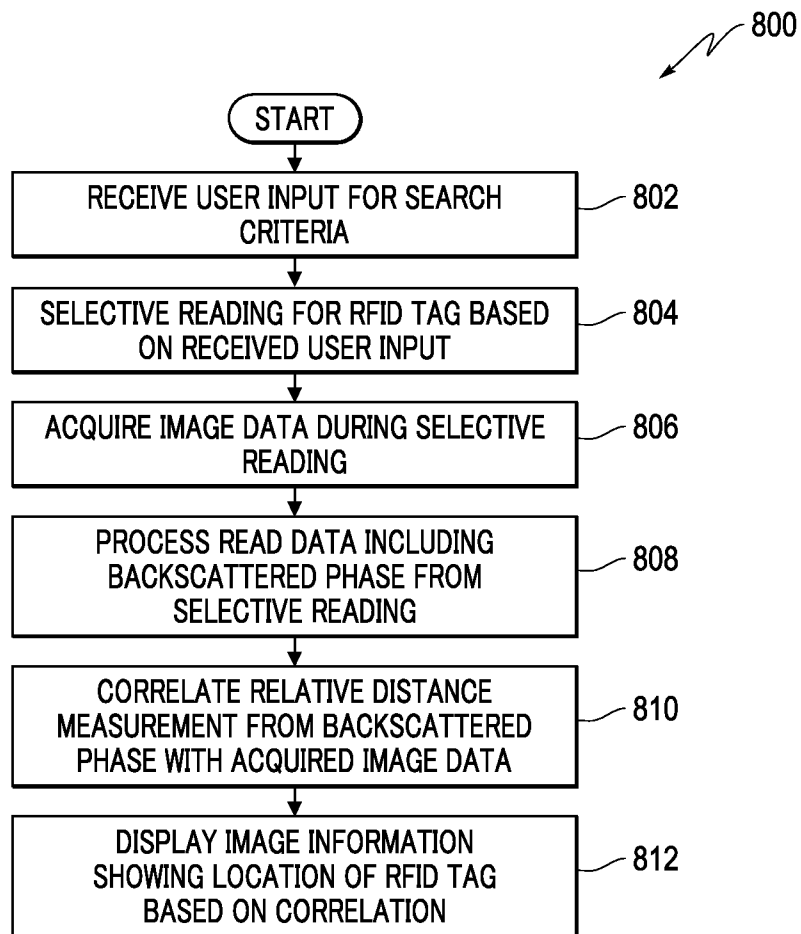 800
START
RECEIVE USER INPUT FOR SEARCH
CRITERIA
802
SELECTIVE READING FOR RFID TAG BASED
ON RECEIVED USER INPUT
804
ACQUIRE IMAGE DATA DURING SELECTIVE
READING
806
PROCESS READ DATA INCLUDING
BACKSCATTERED PHASE FROM
SELECTIVE READING
808
CORRELATE RELATIVE DISTANCE
MEASUREMENT FROM BACKSCATTERED
PHASE WITH ACQUIRED IMAGE DATA
810
DISPLAY IMAGE INFORMATION
SHOWING LOCATION OF RFID TAG
BASED ON CORRELATION
812